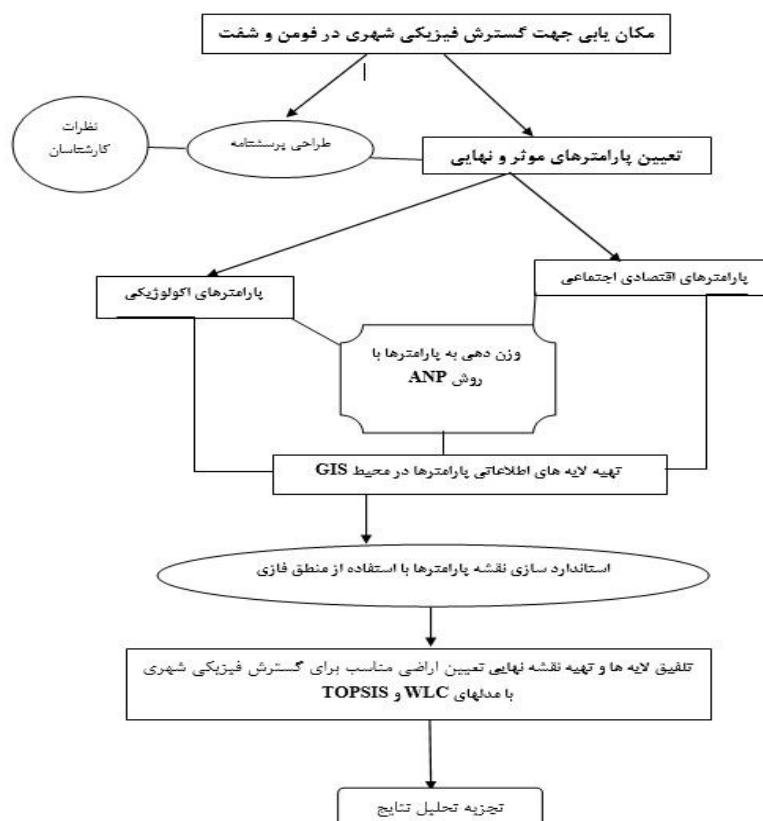 مکان یابی جهت گسترش فیزیکی شهری در فومن و شفت
نظرات
کارشناسان
طراحی پرسشنامه
تعیین پارامترهای موثر و نهایی
پارامترهای اقتصادی اجتماعی
پارامترهای اکولوژیکی
وزن دهی به پارامترها با
روش ANP
تهیه لایه های اطلاعاتی پارامترها در محیط GIS
استاندارد سازی نقشه پارامترها با استفاده از منطق فازی
تلفیق لایه ها و تهیه نقشه نهایی تعیین اراضی مناسب برای گسترش فیزیکی شهری
با مدلهای WLC و TOPSIS
تجزیه تحلیل نتایج